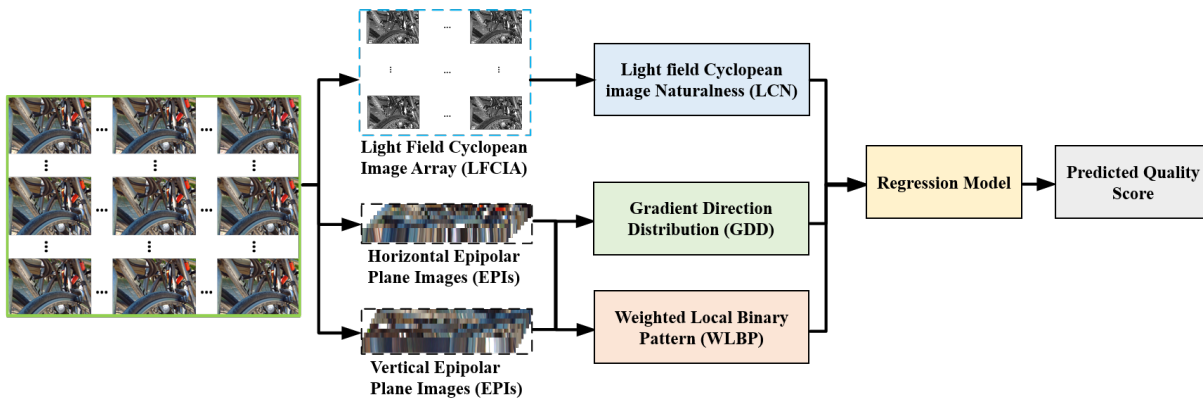 Light Field Cyclopean
Image Array (LFCIA)
Horizontal Epipolar
Plane Images (EPIs)
Vertical Epipolar
Plane Images (EPIs)
Light field Cyclopean
image Naturalness (LCN)
Gradient Direction
Distribution (GDD)
Weighted Local Binary
Pattern (WLBP)
Regression Model
Predicted Quality
Score